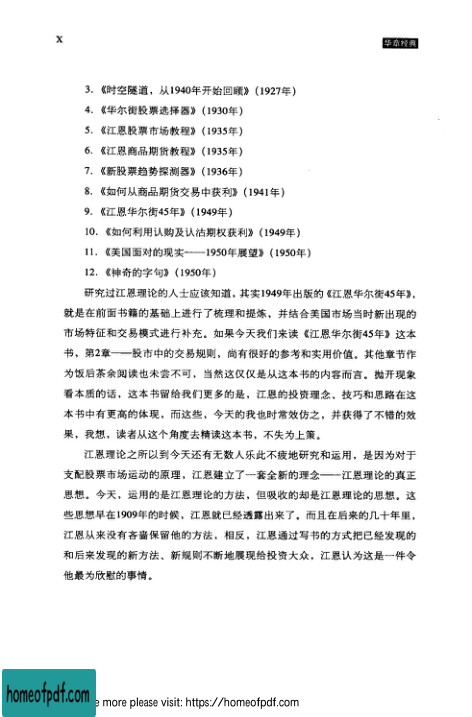 X
华章经典
3. 《时空隧道，从1940年开始回顾》（1927年）
4. 《华尔街股票选择器》（1930年）
5. 《江恩股票市场教程》（1935年）
6. 《江恩商品期货教程》（1935年）
7. 《新股票趋势探测器》（1936年）
8. 《如何从商品期货交易中获利》（1941年）
9. 《江恩华尔街45年》（1949年）
10. 《如何利用认购及认沽期权获利》（1949年）
11. 《美国面对的现实——1950年展望》（1950年）
12. 《神奇的字句》（1950年）
研究过江恩理论的人士应该知道，其实1949年出版的《江恩华尔街45年》，
就是在前面书籍的基础上进行了梳理和提炼，并结合美国市场当时新出现的
市场特征和交易模式进行补充。如果今天我们来读《江恩华尔街45年》这本
书，第2章——股市中的交易规则，尚有很好的参考和实用价值。其他章节作
为饭后茶余阅读也未尝不可，当然这仅仅是从这本书的内容而言。抛开现象
看本质的话，这本书留给我们更多的是，江恩的投资理念、技巧和思路在这
本书中有更高的体现，而这些，今天的我也时常效仿之，并获得了不错的效
果，我想，读者从这个角度去精读这本书，不失为上策。
江恩理论之所以到今天还有无数人乐此不疲地研究和运用，是因为对于
支配股票市场运动的原理，江恩建立了一套全新的理念——江恩理论的真正
思想。今天，运用的是江恩理论的方法，但吸收的却是江恩理论的思想。这
些思想早在1909年的时候，江恩就已经透露出来了。而且在后来的几十年里，
江恩从来没有吝啬保留他的方法，相反，江恩通过写书的方式把已经发现的
和后来发现的新方法、新规则不断地展现给投资大众，江恩认为这是一件令
他最为欣慰的事情。
homeofpdf.com
e more please visit: https://homeofpdf.com